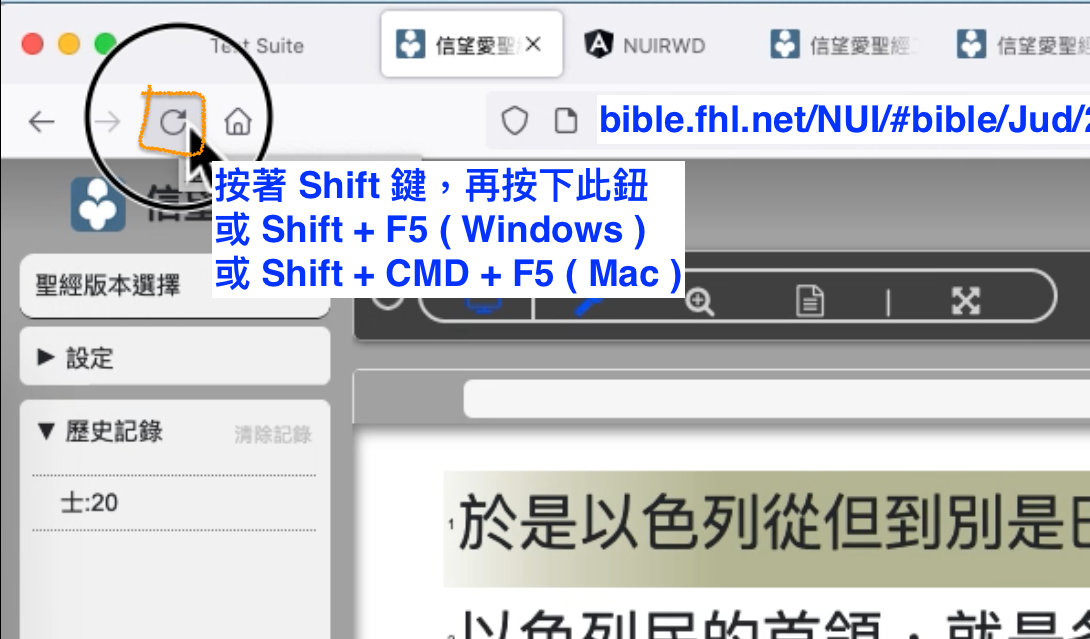 Test Suite
信望愛聖
NUIRWD
信望愛聖經
信望愛聖經
bible.fhl.net/NUI/#bible/Jud/2
按著 Shift 鍵，再按下此鈕
或 Shift + F5 ( Windows )
或 Shift + CMD + F5 ( Mac )
信望
聖經版本選擇
▶ 設定
▼ 歷史記錄 清除記錄
士:20
1 於是以色列從但到別是巴
2 以色列民的首領，就是各